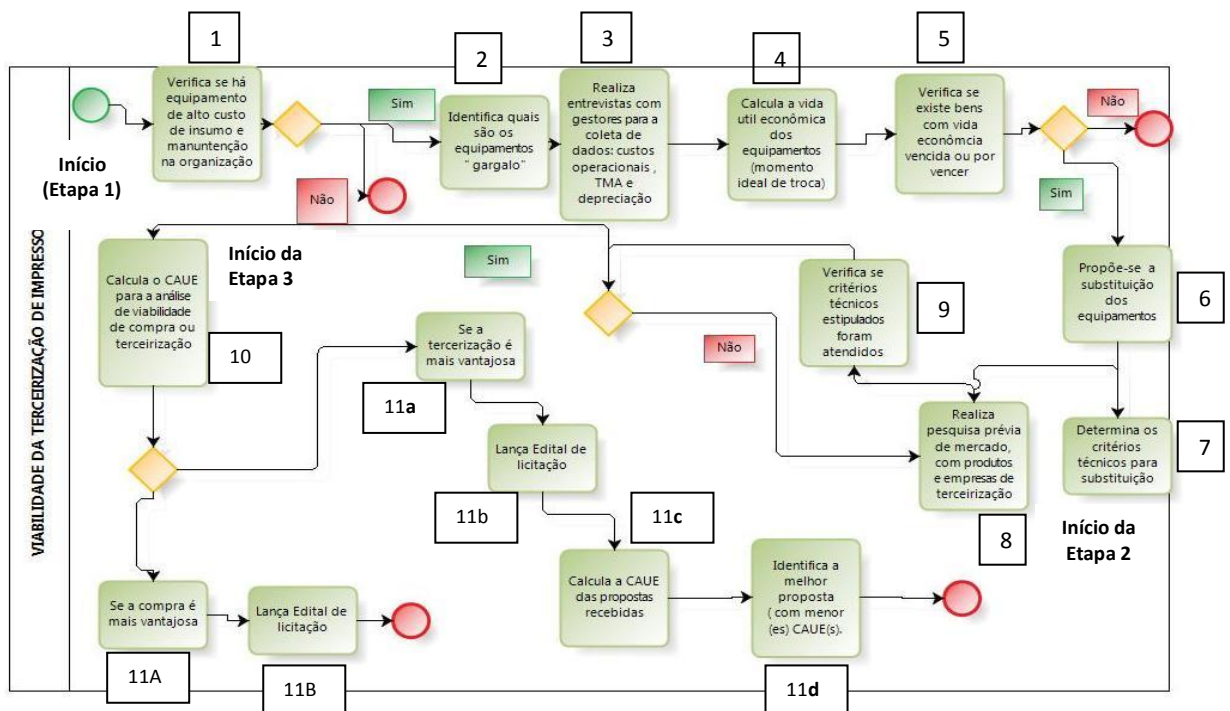 1
2
3
4
5
Verifica se há
equipamento
de alto custo
de insumo e
manuntenção
na organização
Sim
Não
Identifica quais
são os
equipamentos
" gargalo"
Realiza
entrevistas com
gestores para a
coleta de
dados: custos
operacionais ,
TMA e
depreciação
Calcula a vida
util econômica
dos
equipamentos
(momento
ideal de troca)
Verifica se
existe bens
com vida
econômcia
vencida ou por
vencer
Não
Sim
Início
(Etapa 1)
VIABILIDADE DA TERCEIRIZAÇÃO DE IMPRESSO
Início da
Etapa 3
Sim
Calcula o CAUE
para a análise
de viabilidade
de compra ou
terceirização
10
Se a
tercerização é
mais vantajosa
11a
Não
Verifica se
critérios
técnicos
estipulados
foram
atendidos
9
Propõe-se a
substituição
dos
equipamentos
6
Realiza
pesquisa prévia
de mercado,
com produtos
e empresas de
terceirização
8
Determina os
critérios
técnicos para
substituição
7
Início da
Etapa 2
Lança Edital de
licitação
11b
11c
Calcula a CAUE
das propostas
recebidas
Identifica a
melhor
proposta
( com menor
(es) CAUE(s).
11d
Se a compra é
mais vantajosa
11A
Lança Edital de
licitação
11B